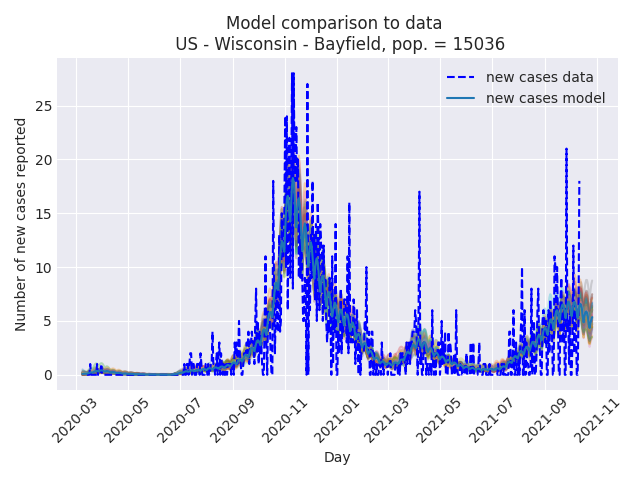 Model comparison to data
US - Wisconsin - Bayfield, pop. = 15036
new cases data
new cases model
Number of new cases reported
25
20
15
10
5
0
2020-03
2020-05
2020-07
2020-09
2020-11
2021-01
2021-03
2021-05
2021-07
2021-09
2021-11
Day